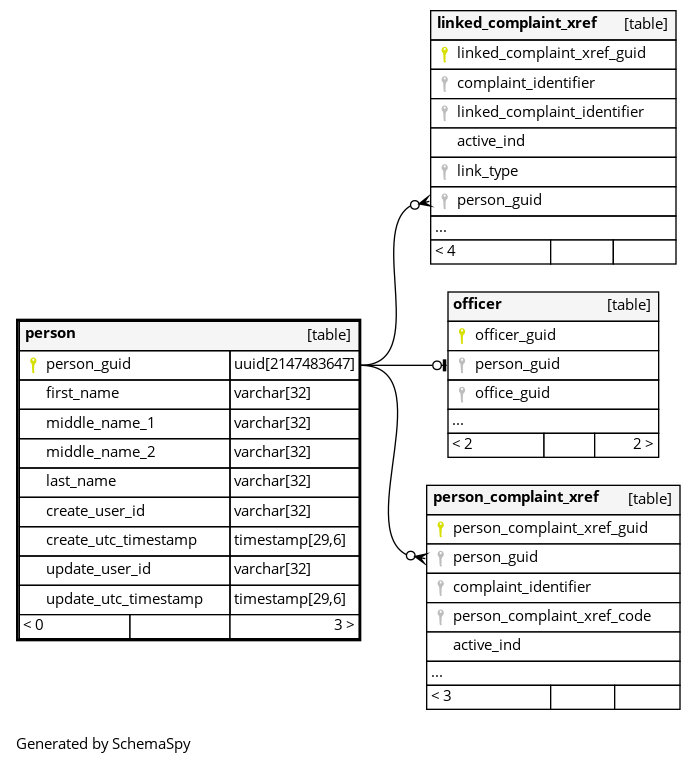 linked_complaint_xref [table]
linked_complaint_xref_guid
complaint_identifier
linked_complaint_identifier
active_ind
link_type
person_guid
...
< 4
officer [table]
officer_guid
person_guid
office_guid
...
< 2 2 >
person [table]
person_guid uuid[2147483647]
first_name varchar[32]
middle_name_1 varchar[32]
middle_name_2 varchar[32]
last_name varchar[32]
create_user_id varchar[32]
create_utc_timestamp timestamp[29,6]
update_user_id varchar[32]
update_utc_timestamp timestamp[29,6]
< 0 3 >
person_complaint_xref [table]
person_complaint_xref_guid
person_guid
complaint_identifier
person_complaint_xref_code
active_ind
...
< 3
Generated by SchemaSpy